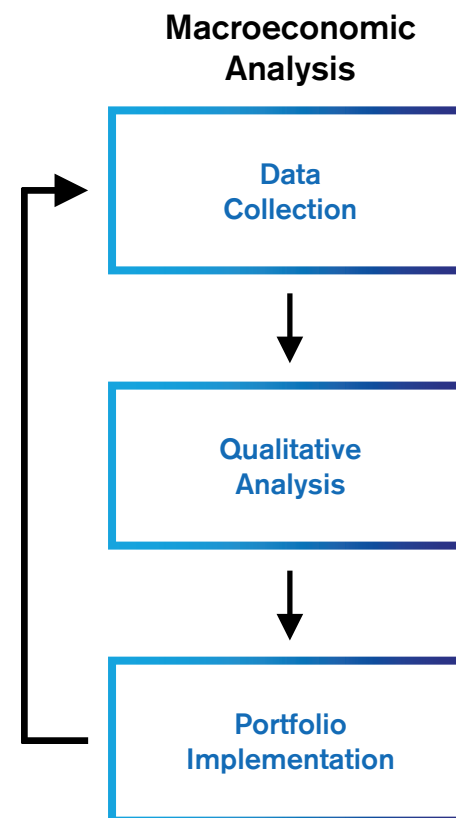 Macroeconomic
Analysis
Data
Collection
Qualitative
Analysis
Portfolio
Implementation